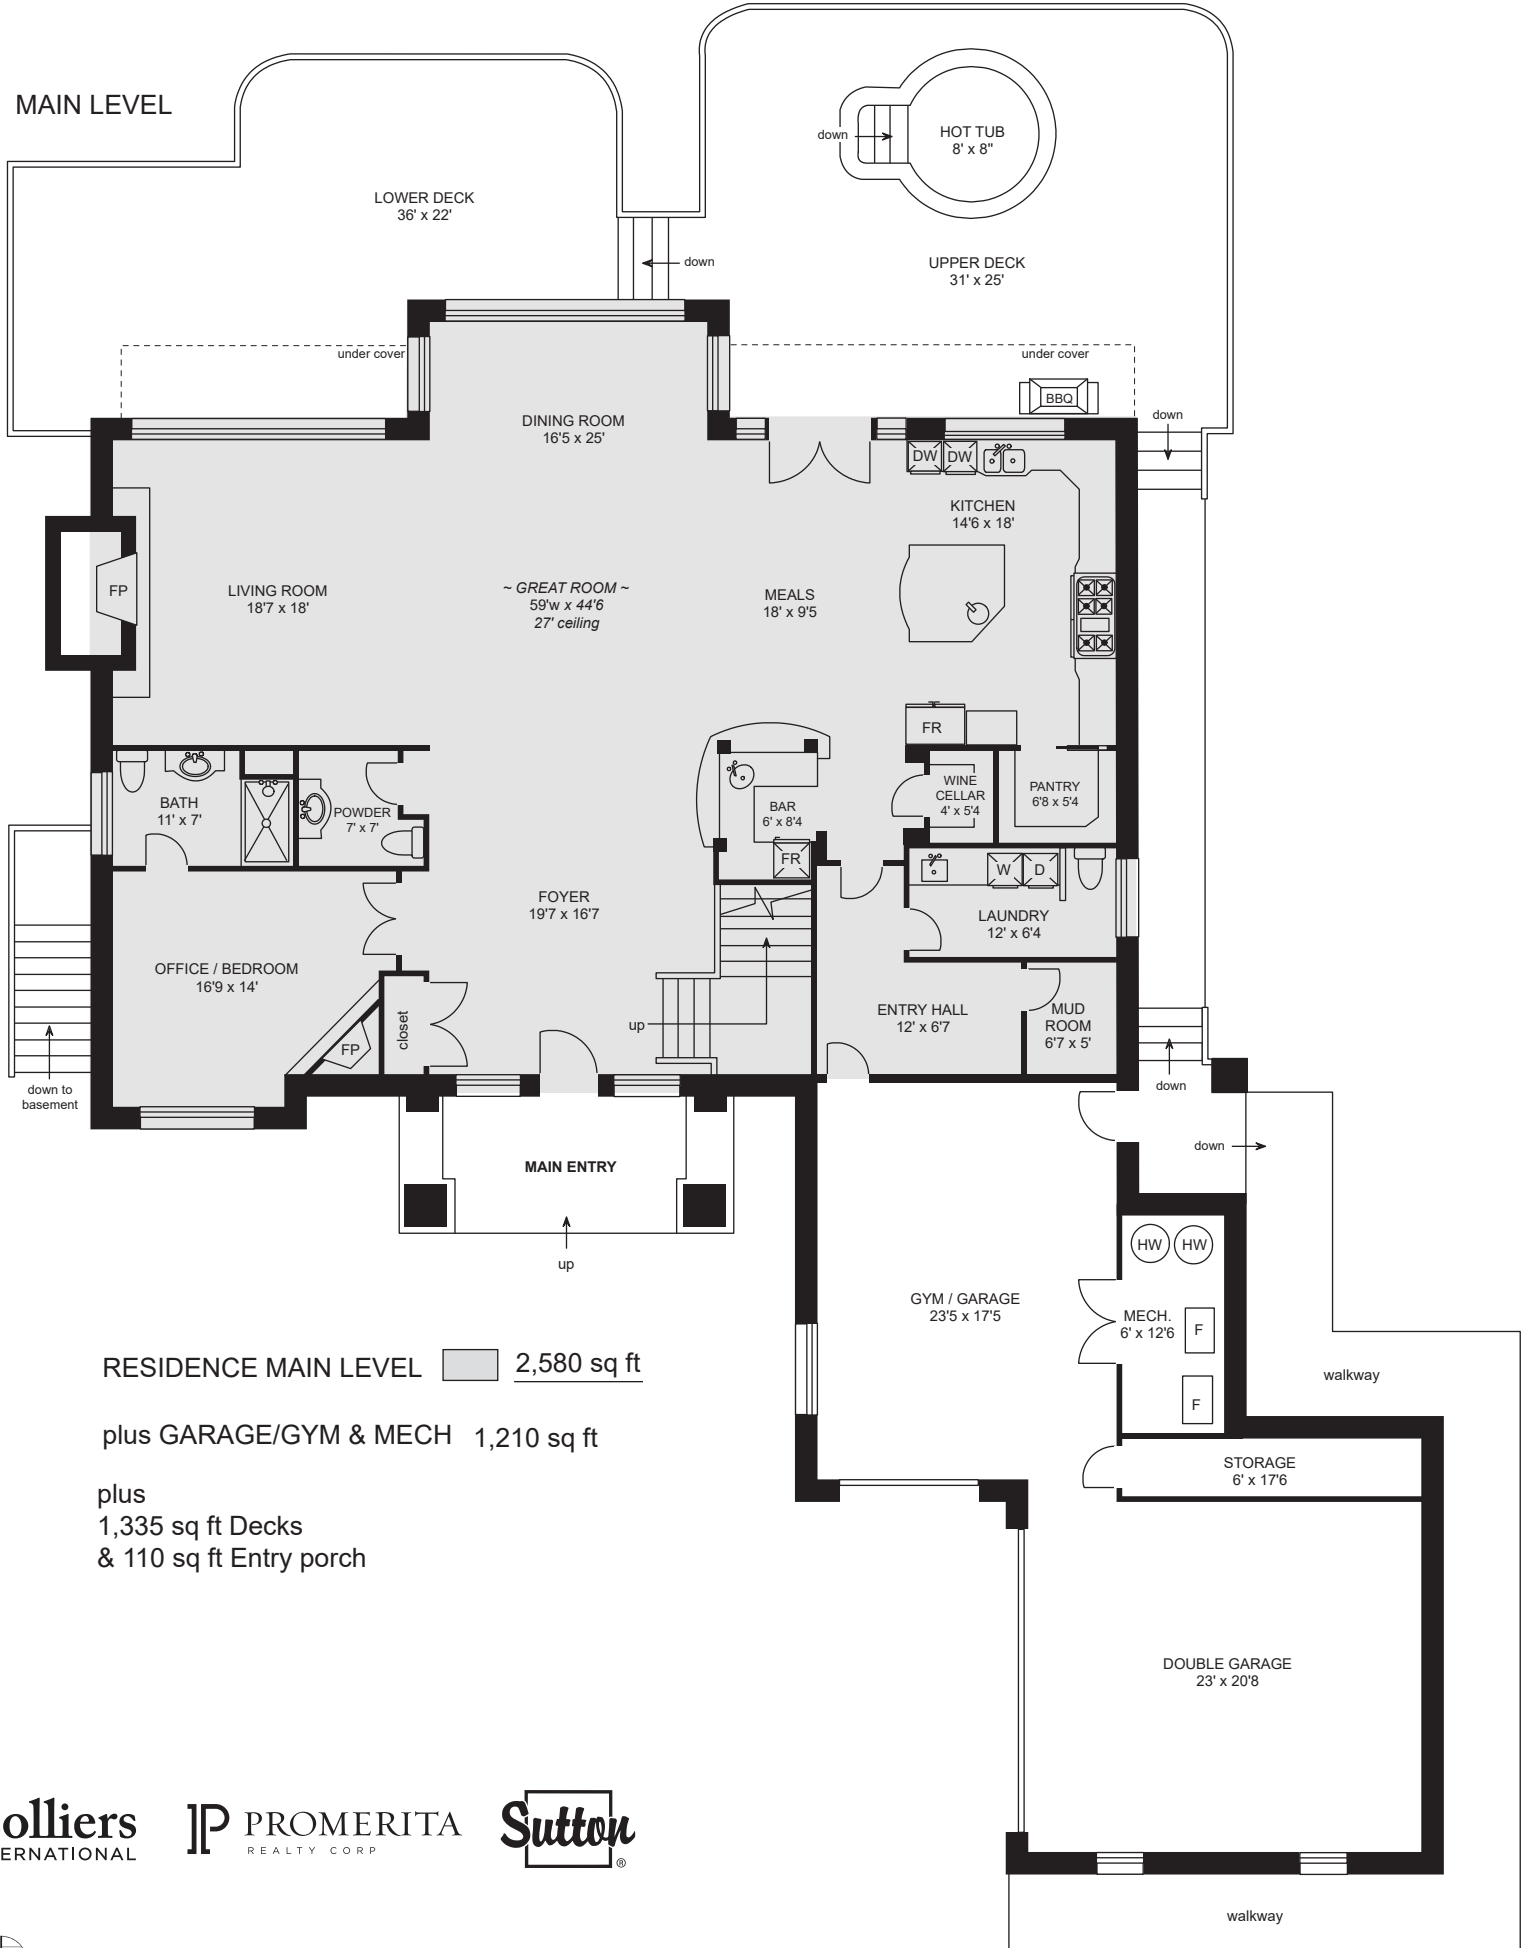 MAIN LEVEL
down
HOT TUB
8' x 8"
LOWER DECK
36' x 22'
down
UPPER DECK
31' x 25'
under cover
under cover
BBQ
down
DINING ROOM
16'5 x 25'
DW
DW
KITCHEN
14'6 x 18'
FP
LIVING ROOM
18'7 x 18'
~ GREAT ROOM ~
59'w x 44'6
27' ceiling
MEALS
18' x 9'5
FR
BATH
11' x 7'
POWDER
7' x 7'
BAR
6' x 8'4
FR
WINE
CELLAR
4' x 5'4
PANTRY
6'8 x 5'4
W
D
LAUNDRY
12' x 6'4
FOYER
19'7 x 16'7
OFFICE / BEDROOM
16'9 x 14'
FP
closet
up
ENTRY HALL
12' x 6'7
MUD
ROOM
6'7 x 5'
down to
basement
down
down
MAIN ENTRY
up
HW
HW
GYM / GARAGE
23'5 x 17'5
MECH.
6' x 12'6
F
F
walkway
STORAGE
6' x 17'6
RESIDENCE MAIN LEVEL 2,580 sq ft
plus GARAGE/GYM & MECH 1,210 sq ft
plus
1,335 sq ft Decks
& 110 sq ft Entry porch
DOUBLE GARAGE
23' x 20'8
olliers
ERNATIONAL
PROMERITA
REALTY CORP
Sutton
®
walkway